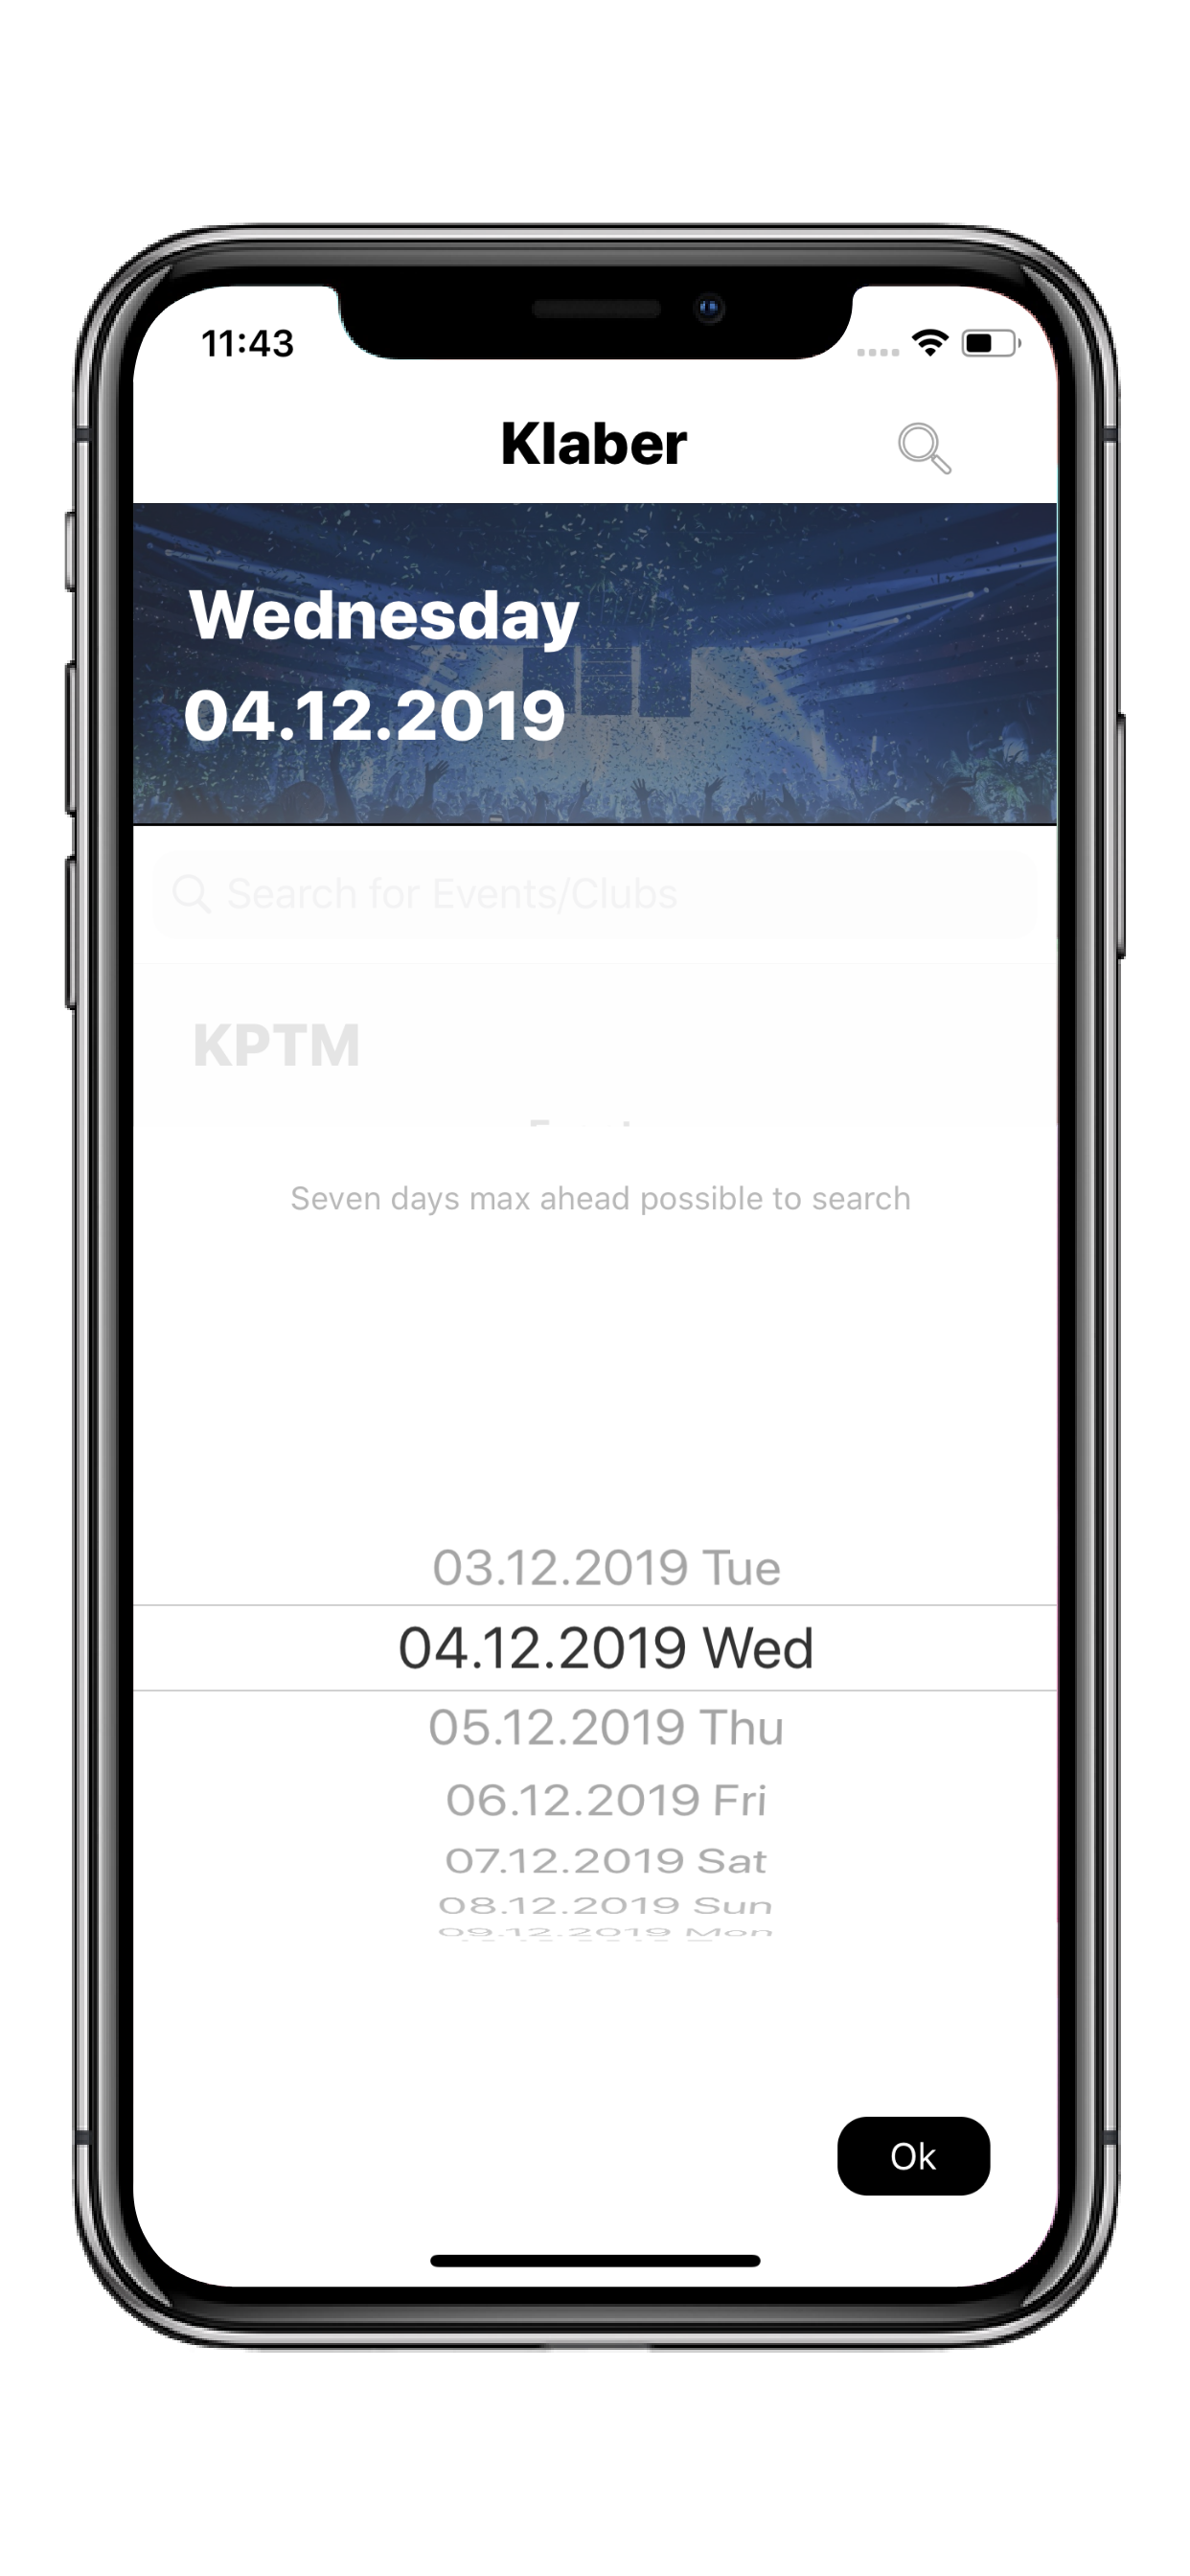 11:43
Klaber
Wednesday
04.12.2019
Search for Events/Clubs
KPTM
Seven days max ahead possible to search
03.12.2019 Tue
04.12.2019 Wed
05.12.2019 Thu
06.12.2019 Fri
07.12.2019 Sat
08.12.2019 Sun
09.12.2019 Mon
Ok